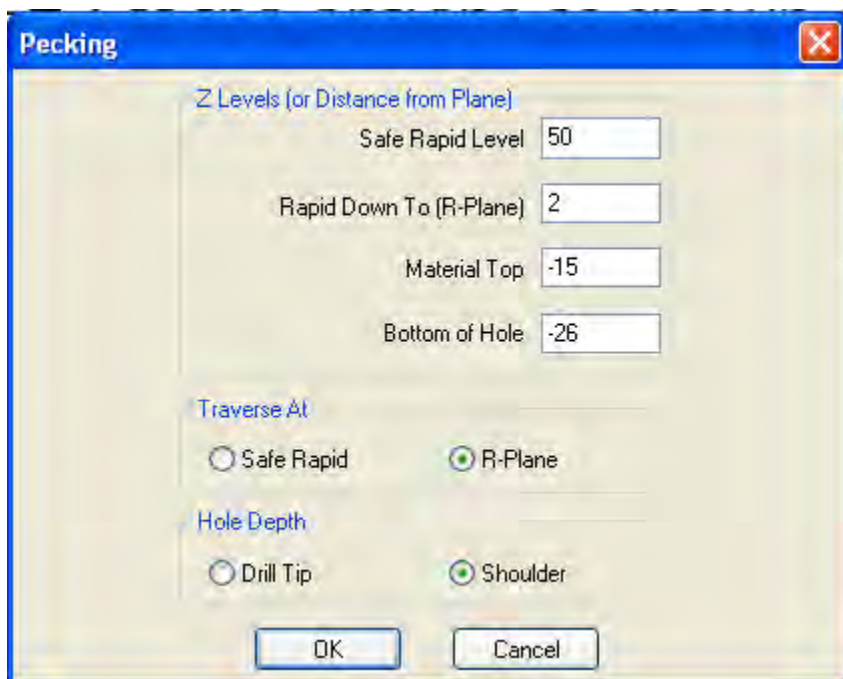 Pecking
Z Levels (or Distance from Plane)
Safe Rapid Level 50
Rapid Down To (R-Plane) 2
Material Top -15
Bottom of Hole -26
Traverse At
Safe Rapid R-Plane
Hole Depth
Drill Tip Shoulder
OK Cancel